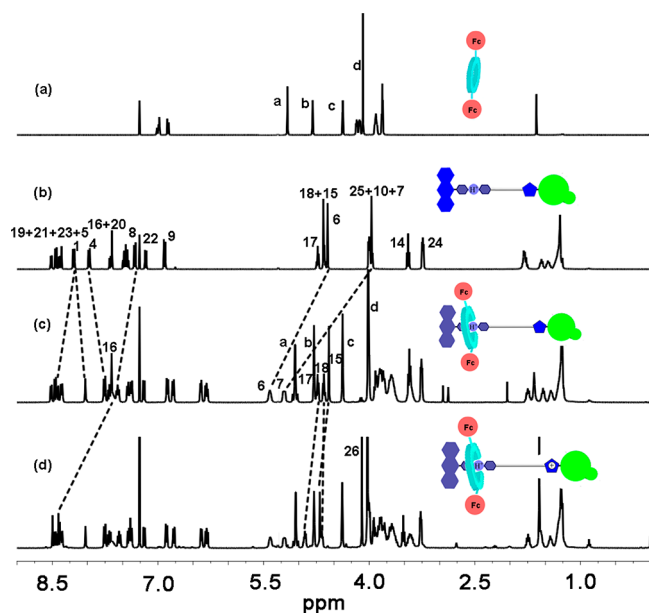 Fc
d
(a)
a
b
c
Fc
(b)
18+15
25+10+7
H⁺
16+20
6
19+21+23+5
1
4
8
22
9
17
14
24
Fc
d
(c)
a
b
H⁺
16
15
c
6
7
17
18
Fc
Fc
(d)
26
H⁺
+
Fc
8.5
7.0
5.5
4.0
2.5
1.0
ppm